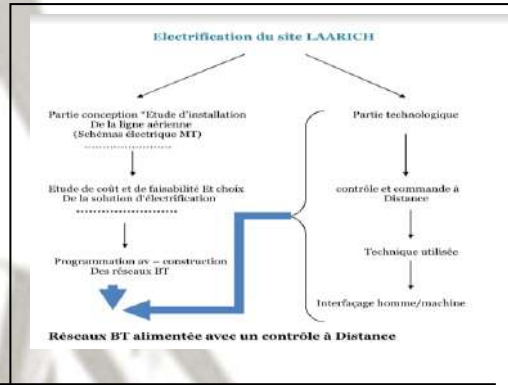 Electrification du site LAARICH
Partie conception "Etude d'installation
De la ligne aérienne
(Schémas électrique MT)
Etude de coût et de faisabilité Et choix
De la solution d'électrification
Programmation av – construction
Des réseaux BT
Partie technologique
contrôle et commande à
Distance
Technique utilisée
Interfaçage homme/machine
Réseaux BT alimentée avec un contrôle à Distance